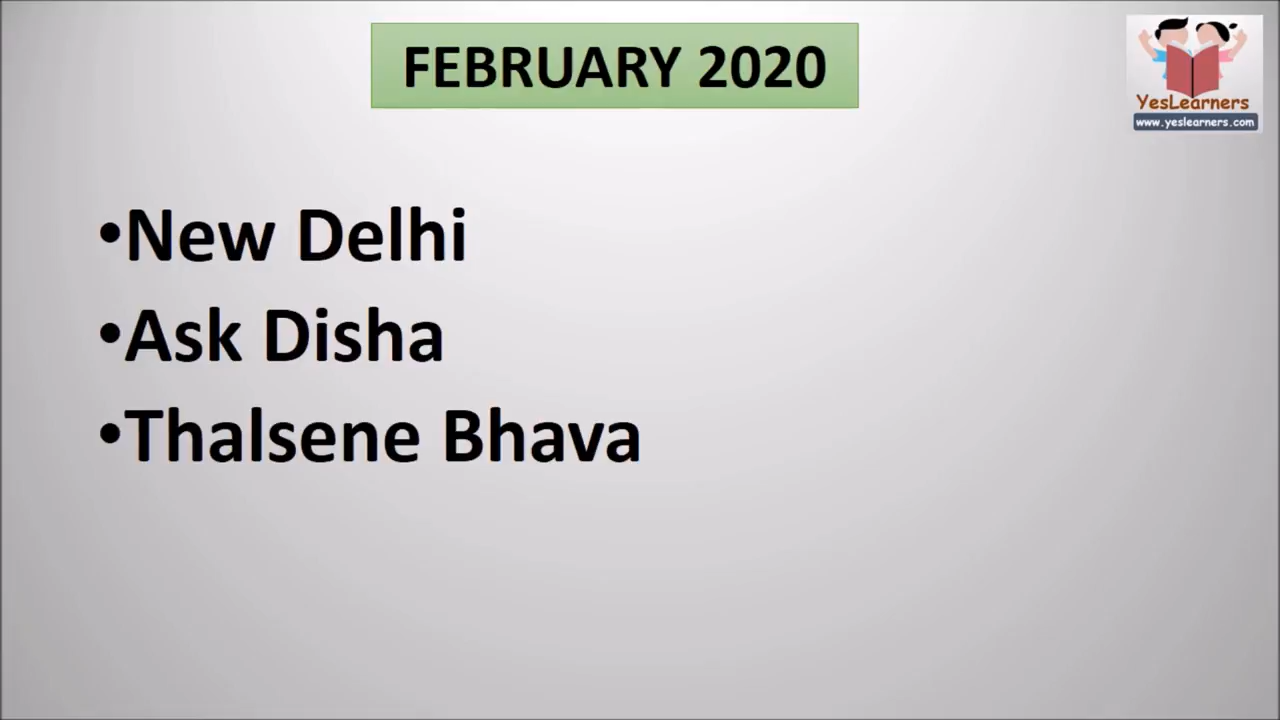 FEBRUARY 2020
YesLearners
www.yeslearners.com
•New Delhi
•Ask Disha
•Thalsene Bhava